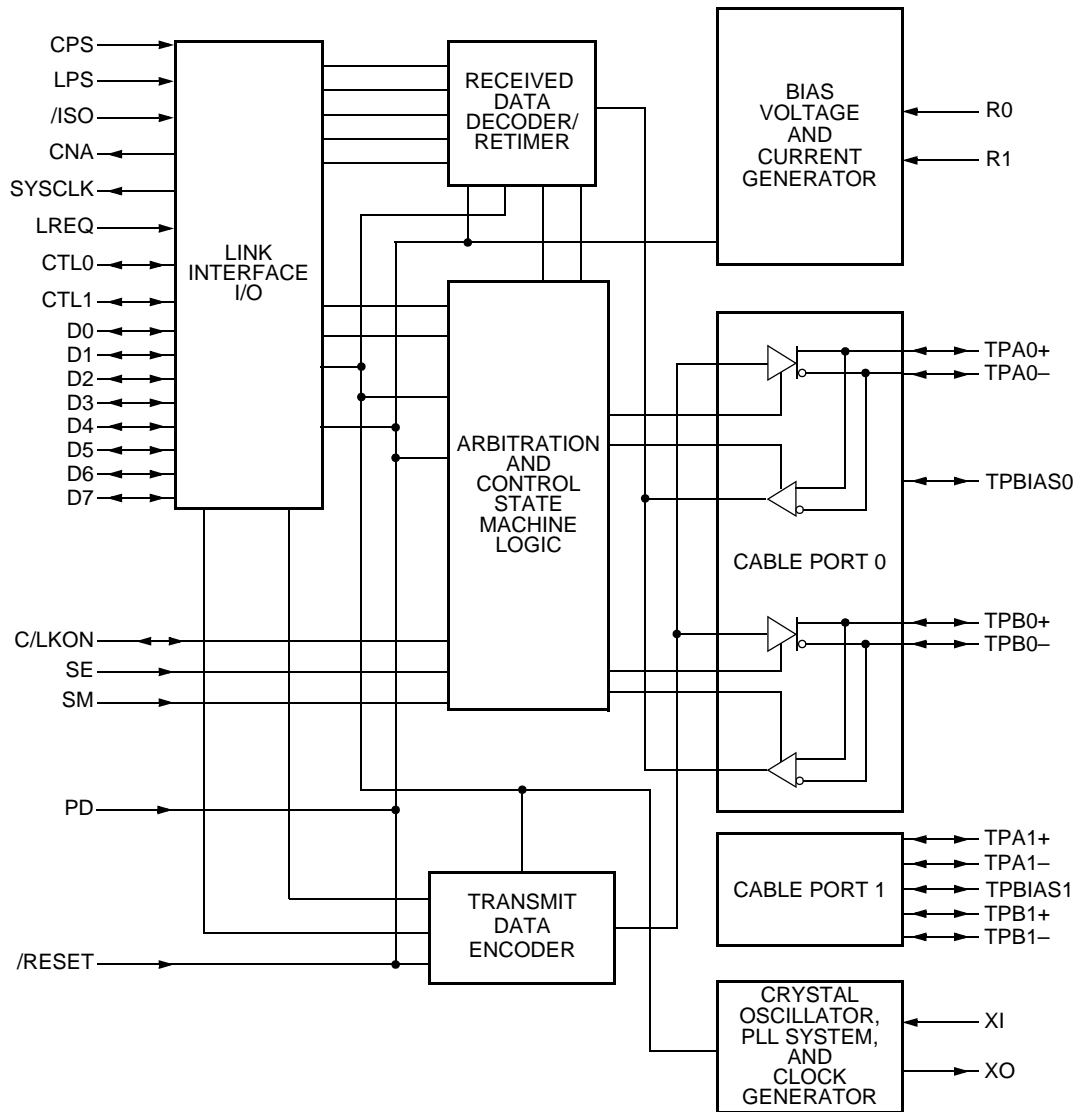 CPS
LPS
/ISO
CNA
SYSCLK
LREQ
CTL0
CTL1
D0
D1
D2
D3
D4
D5
D6
D7
C/LKON
SE
SM
PD
/RESET
LINK
INTERFACE
I/O
RECEIVED
DATA
DECODER/
RETIMER
ARBITRATION
AND
CONTROL
STATE
MACHINE
LOGIC
TRANSMIT
DATA
ENCODER
BIAS
VOLTAGE
AND
CURRENT
GENERATOR
R0
R1
CABLE PORT 0
TPA0+
TPA0–
TPBIAS0
TPB0+
TPB0–
CABLE PORT 1
TPA1+
TPA1–
TPBIAS1
TPB1+
TPB1–
CRYSTAL
OSCILLATOR,
PLL SYSTEM,
AND
CLOCK
GENERATOR
XI
XO